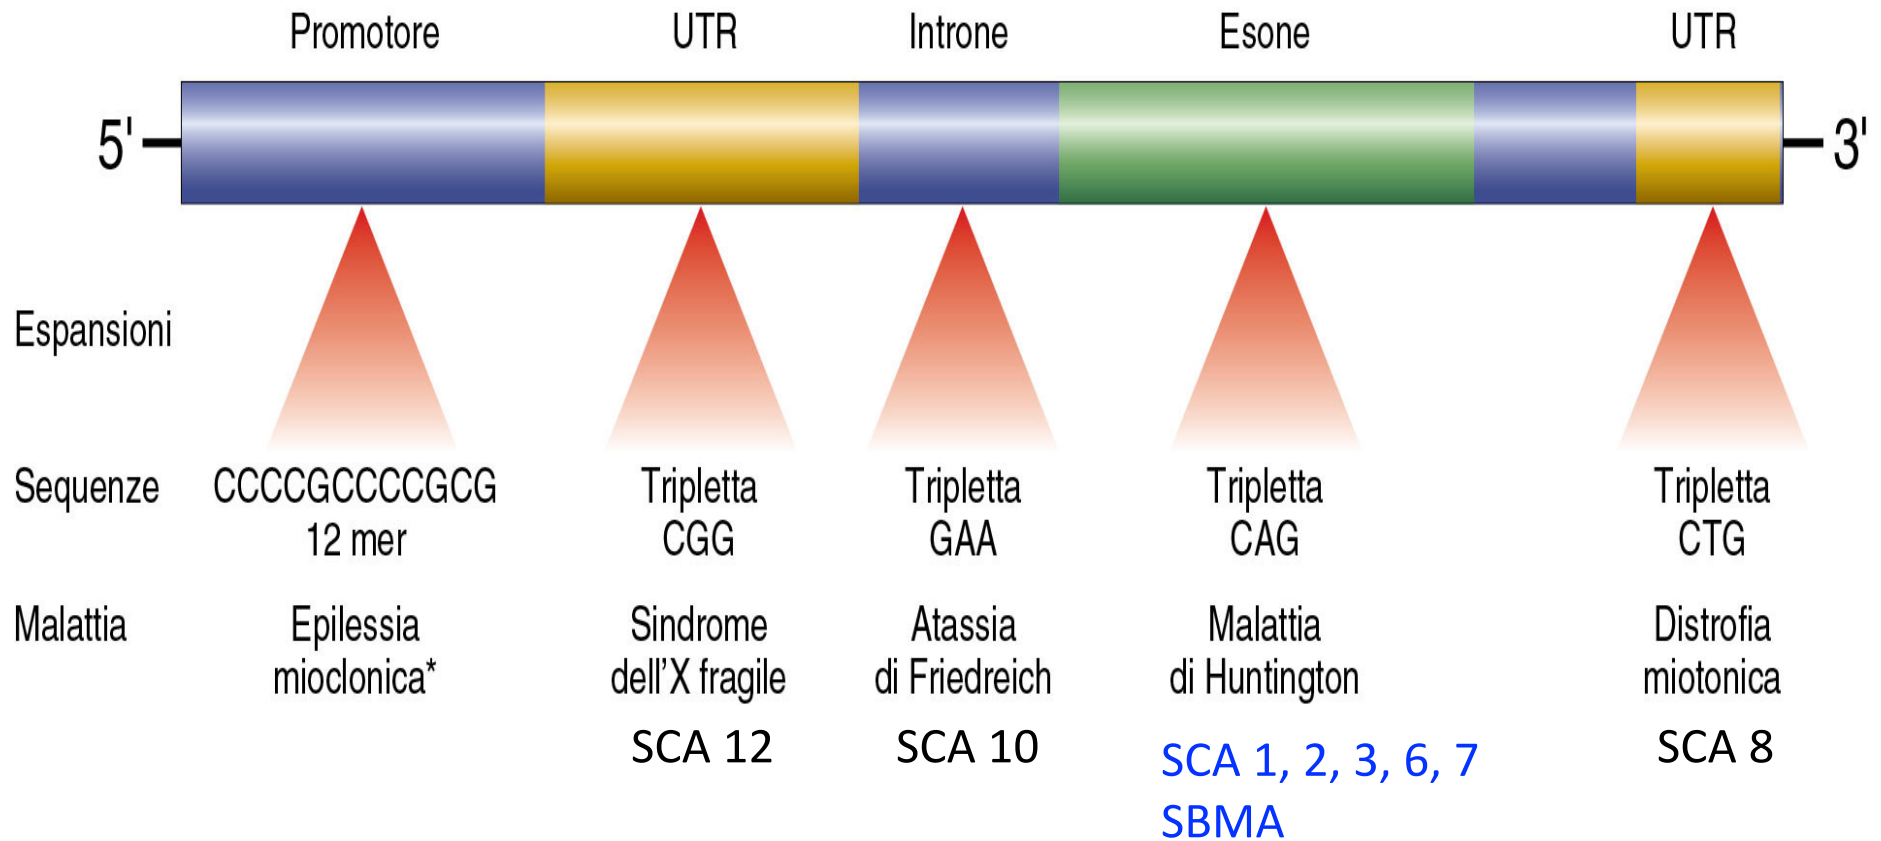 Promotore UTR Introne Esone UTR
5' 3'
Espansioni
Sequenze CCCCGCCCCGCG Tripletta Tripletta Tripletta Tripletta
12 mer CGG GAA CAG CTG
Malattia Epilessia Sindrome Atassia Malattia Distrofia
mioclonica* dell'X fragile di Friedreich di Huntington miotonica
SCA 12 SCA 10 SCA 1, 2, 3, 6, 7 SCA 8
SBMA